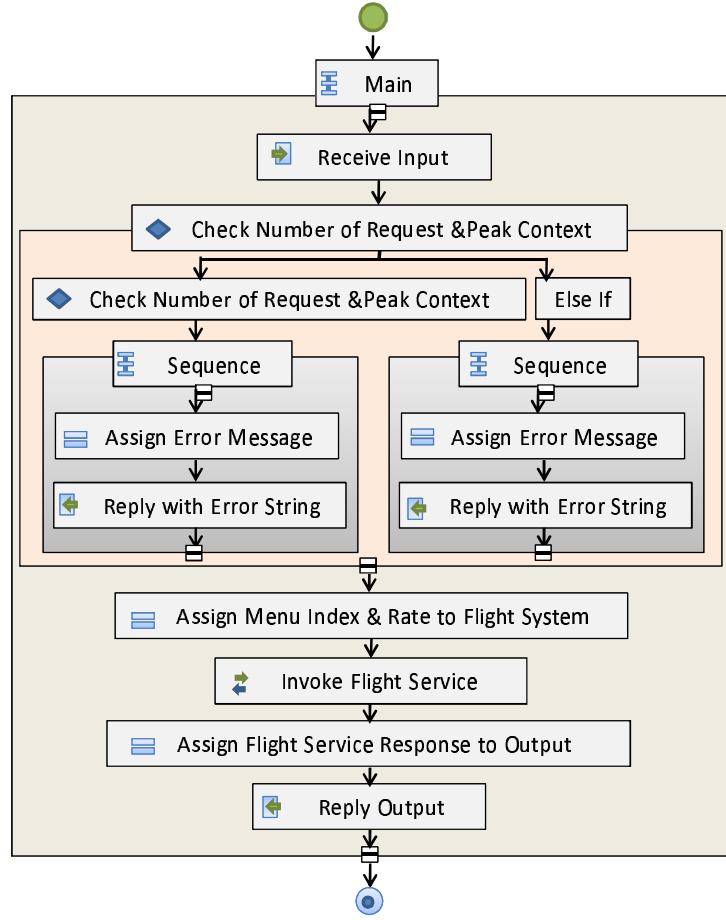 Main
Receive Input
Check Number of Request &Peak Context
Check Number of Request &Peak Context
Else If
Sequence
Sequence
Assign Error Message
Assign Error Message
Reply with Error String
Reply with Error String
Assign Menu Index & Rate to Flight System
Invoke Flight Service
Assign Flight Service Response to Output
Reply Output